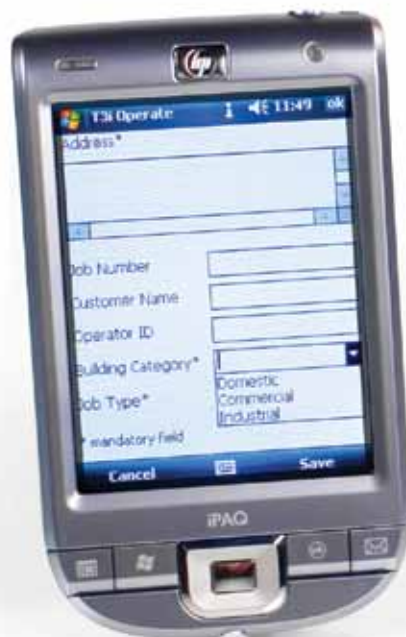 hp
T3i Operate 11:49 ok
Address*
Job Number
Customer Name
Operator ID
Building Category*
Domestic
Commercial
Industrial
Job Type*
* mandatory field
Cancel Save
iPAQ